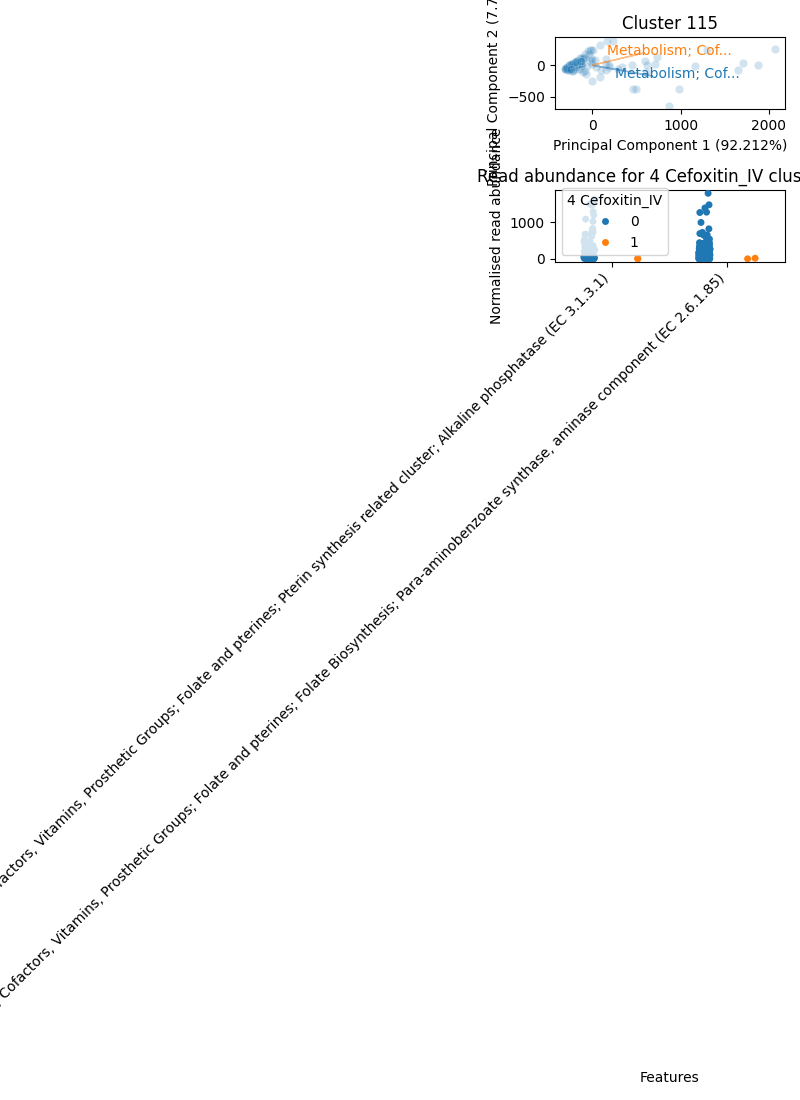 Cluster 115
Principal Component 2 (7.7
0
−500
Metabolism; Cof...
Metabolism; Cof...
0
1000
2000
Principal Component 1 (92.212%)
Read abundance for 4 Cefoxitin_IV clus
Normalised read abundance
1000
0
4 Cefoxitin_IV
0
1
factors, Vitamins, Prosthetic Groups; Folate and pterines; Pterin synthesis related cluster; Alkaline phosphatase (EC 3.1.3.1)
; Cofactors, Vitamins, Prosthetic Groups; Folate and pterines; Folate Biosynthesis; Para-aminobenzoate synthase, aminase component (EC 2.6.1.85)
Features